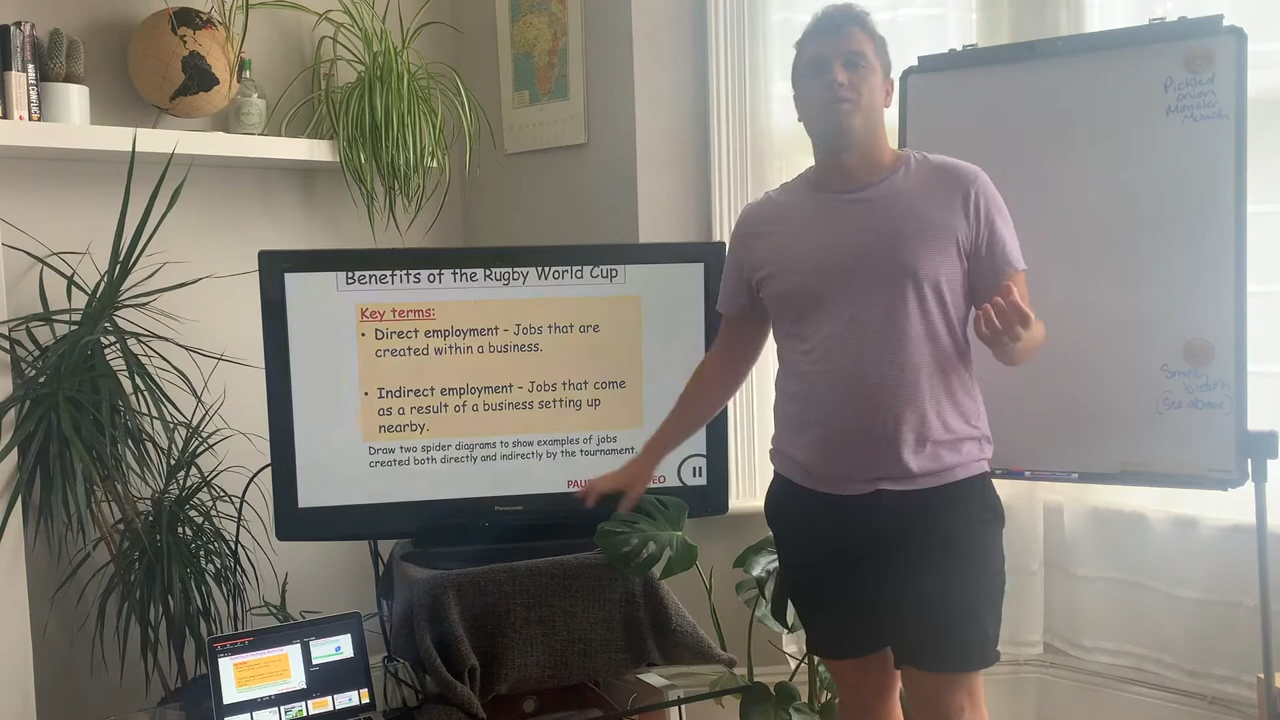 Benefits of the Rugby World Cup
Key terms:
• Direct employment – Jobs that are
created within a business.
• Indirect employment – Jobs that come
as a result of a business setting up
nearby.
Draw two spider diagrams to show examples of jobs
created both directly and indirectly by the tournament.
Panasonic
Pickled
onion
Monster
Munch
Smelly
breath
(see above)